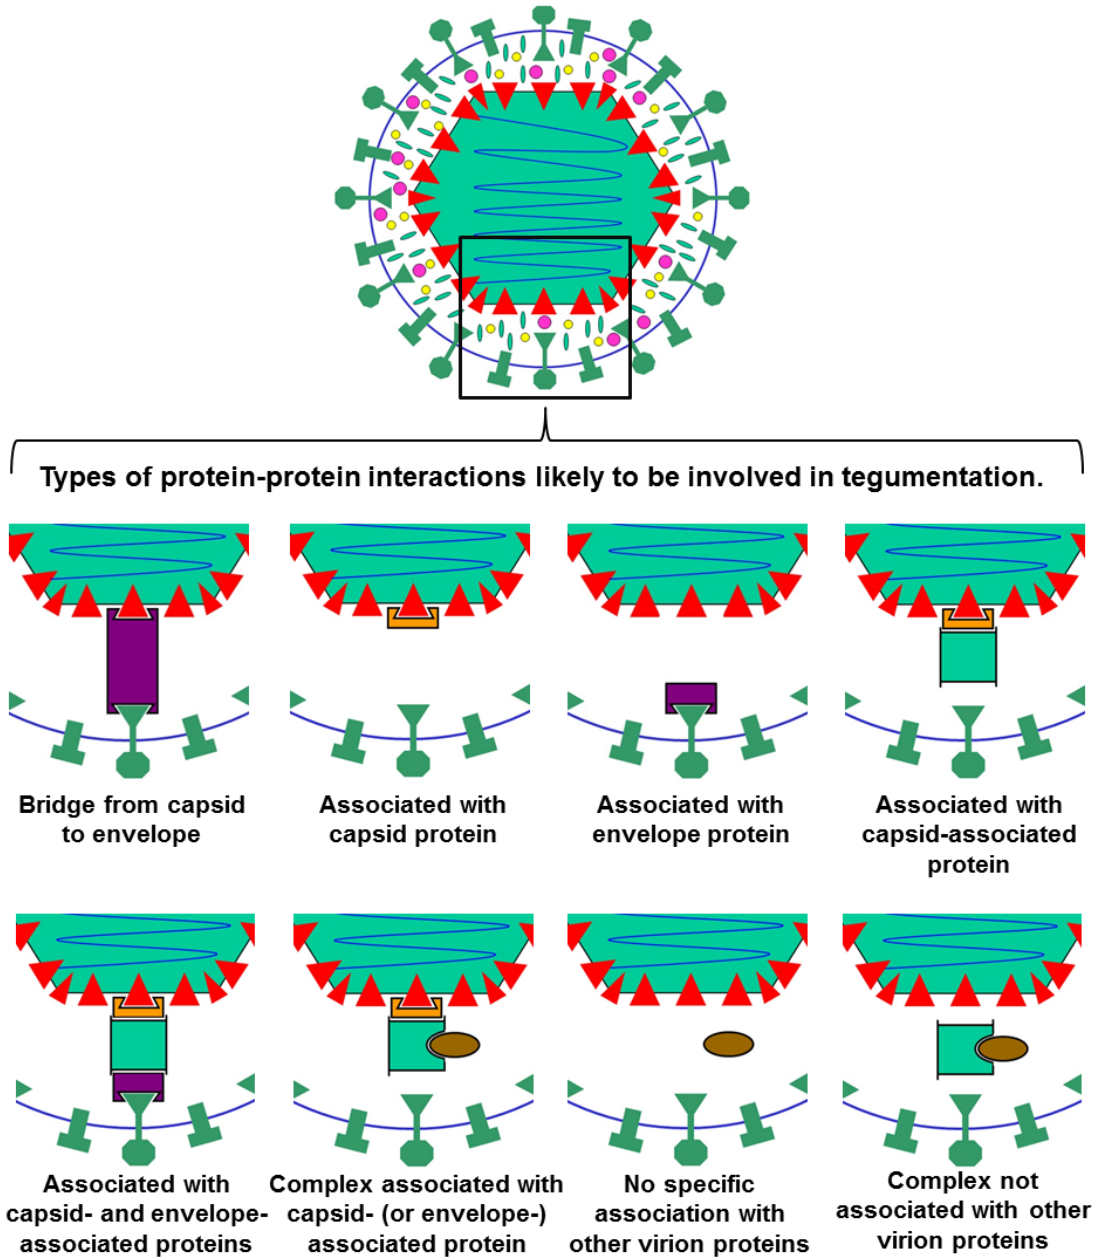 Types of protein-protein interactions likely to be involved in tegumentation.
Bridge from capsid
to envelope
Associated with
capsid protein
Associated with
envelope protein
Associated with
capsid-associated
protein
Associated with
capsid- and envelope-
associated proteins
Complex associated with
capsid- (or envelope-)
associated protein
No specific
association with
other virion proteins
Complex not
associated with other
virion proteins